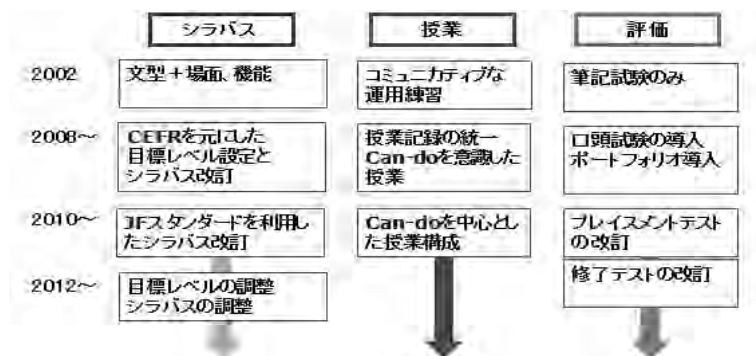 シラバス 授業 評価
2002 文型+場面、機能 コミュニカティブな 筆記試験のみ
運用練習
2008~ CEFRを元にした 授業記録の統一 口頭試験の導入
目標レベル設定と Can-doを意識した ポートフォリオ導入
シラバス改訂 授業
2010~ JFスタンダードを利用し Can-doを中心とし プレイスメントテスト
たシラバス改訂 た授業構成 の改訂
2012~ 目標レベルの調整 修了テストの改訂
シラバスの調整